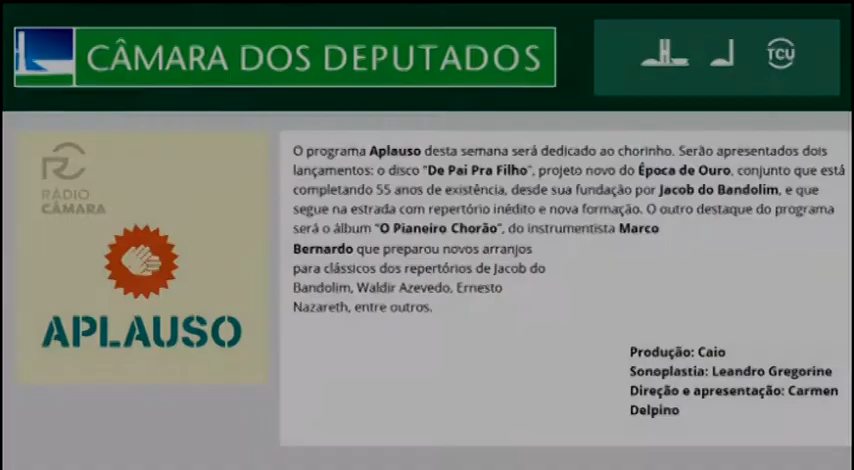 CÂMARA DOS DEPUTADOS
TCU
RÁDIO
CÂMARA
APLAUSO
O programa Aplauso desta semana será dedicado ao chorinho. Serão apresentados dois
lançamentos: o disco "De Pai Pra Filho", projeto novo do Época de Ouro, conjunto que está
completando 55 anos de existência, desde sua fundação por Jacob do Bandolim, e que
segue na estrada com repertório inédito e nova formação. O outro destaque do programa
será o álbum "O Pianeiro Chorão", do instrumentista Marco
Bernardo que preparou novos arranjos
para clássicos dos repertórios de Jacob do
Bandolim, Waldir Azevedo, Ernesto
Nazareth, entre outros.
Produção: Caio
Sonoplastia: Leandro Gregorine
Direção e apresentação: Carmen
Delpino